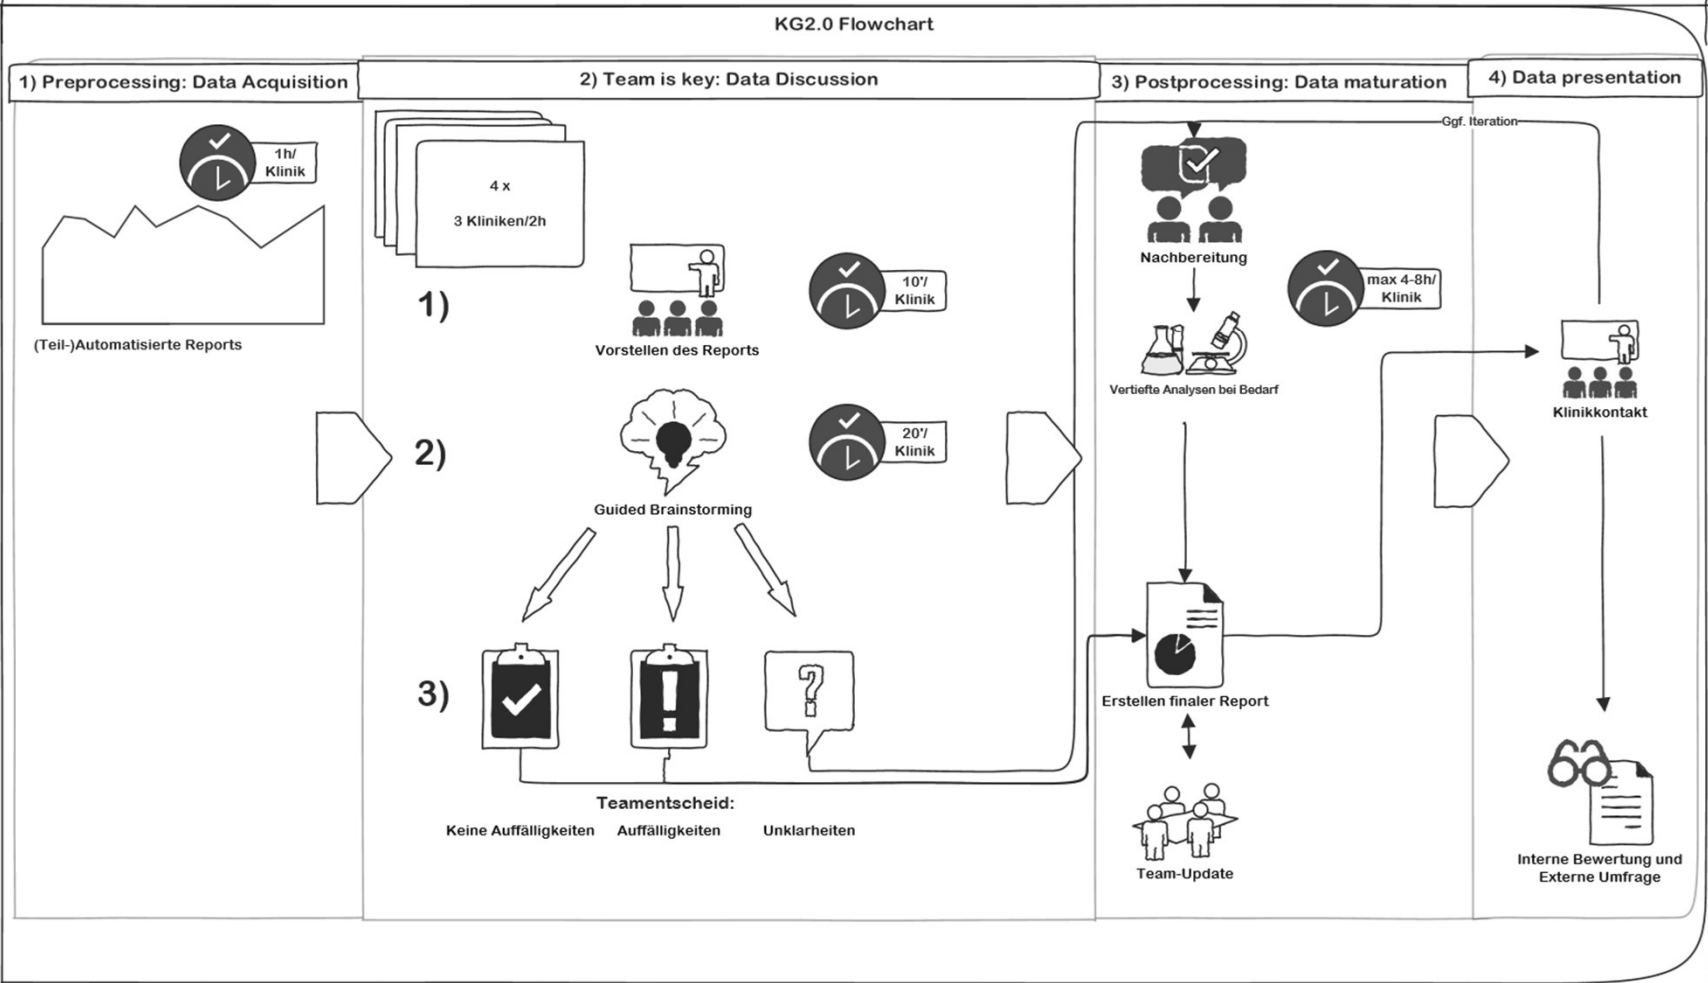 KG2.0 Flowchart
1) Preprocessing: Data Acquisition
1h/
Klinik
(Teil-)Automatisierte Reports
2) Team is key: Data Discussion
4 x
3 Kliniken/2h
1)
Vorstellen des Reports
10'/
Klinik
2)
Guided Brainstorming
20'/
Klinik
3)
Teamentscheid:
Keine Auffälligkeiten
Auffälligkeiten
Unklarheiten
3) Postprocessing: Data maturation
Nachbereitung
max 4-8h/
Klinik
Vertiefte Analysen bei Bedarf
Erstellen finaler Report
Team-Update
4) Data presentation
Ggf. Iteration
Klinikkontakt
Interne Bewertung und
Externe Umfrage